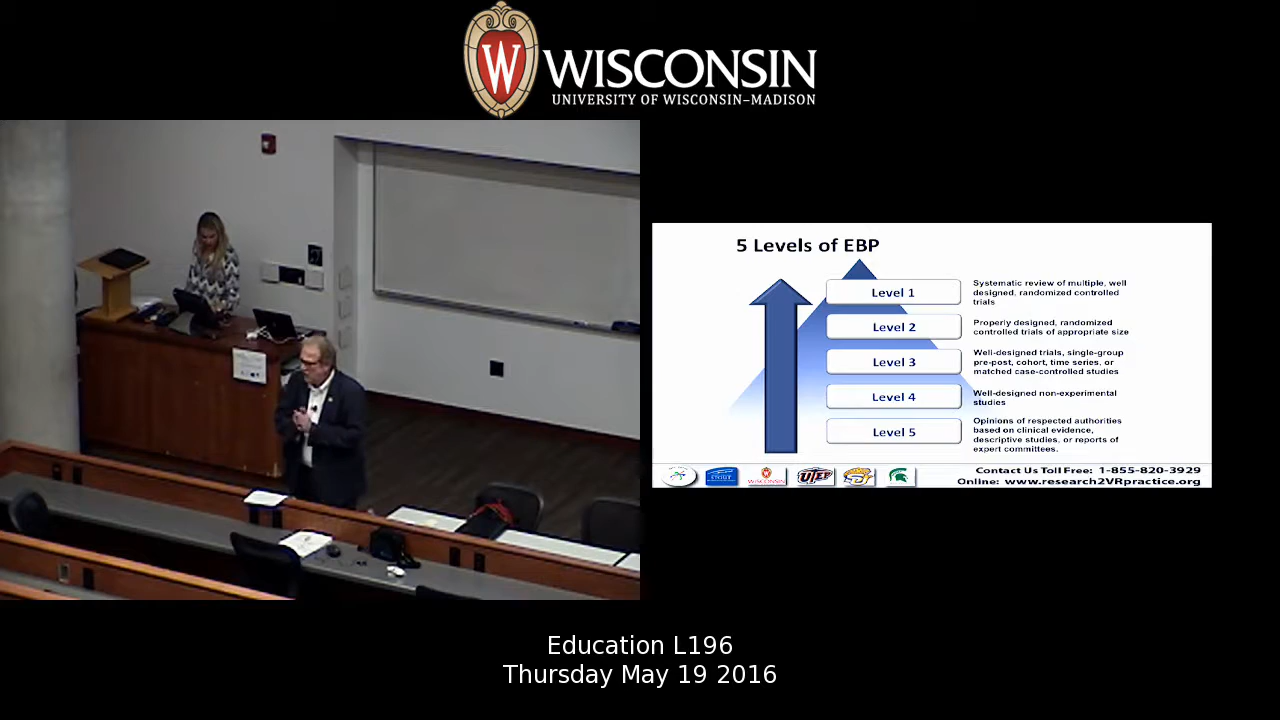 W WISCONSIN
UNIVERSITY OF WISCONSIN–MADISON
5 Levels of EBP
Level 1
Systematic review of multiple, well
designed, randomized controlled
trials
Level 2
Properly designed, randomized
controlled trials of appropriate size
Level 3
Well-designed trials, single-group
pre-post, cohort, time series, or
matched case-controlled studies
Level 4
Well-designed non-experimental
studies
Level 5
Opinions of respected authorities
based on clinical evidence,
descriptive studies, or reports of
expert committees.
STOUT
WISCONSIN
UTEP
Contact Us Toll Free: 1-855-820-3929
Online: www.research2VRpractice.org
Education L196
Thursday May 19 2016